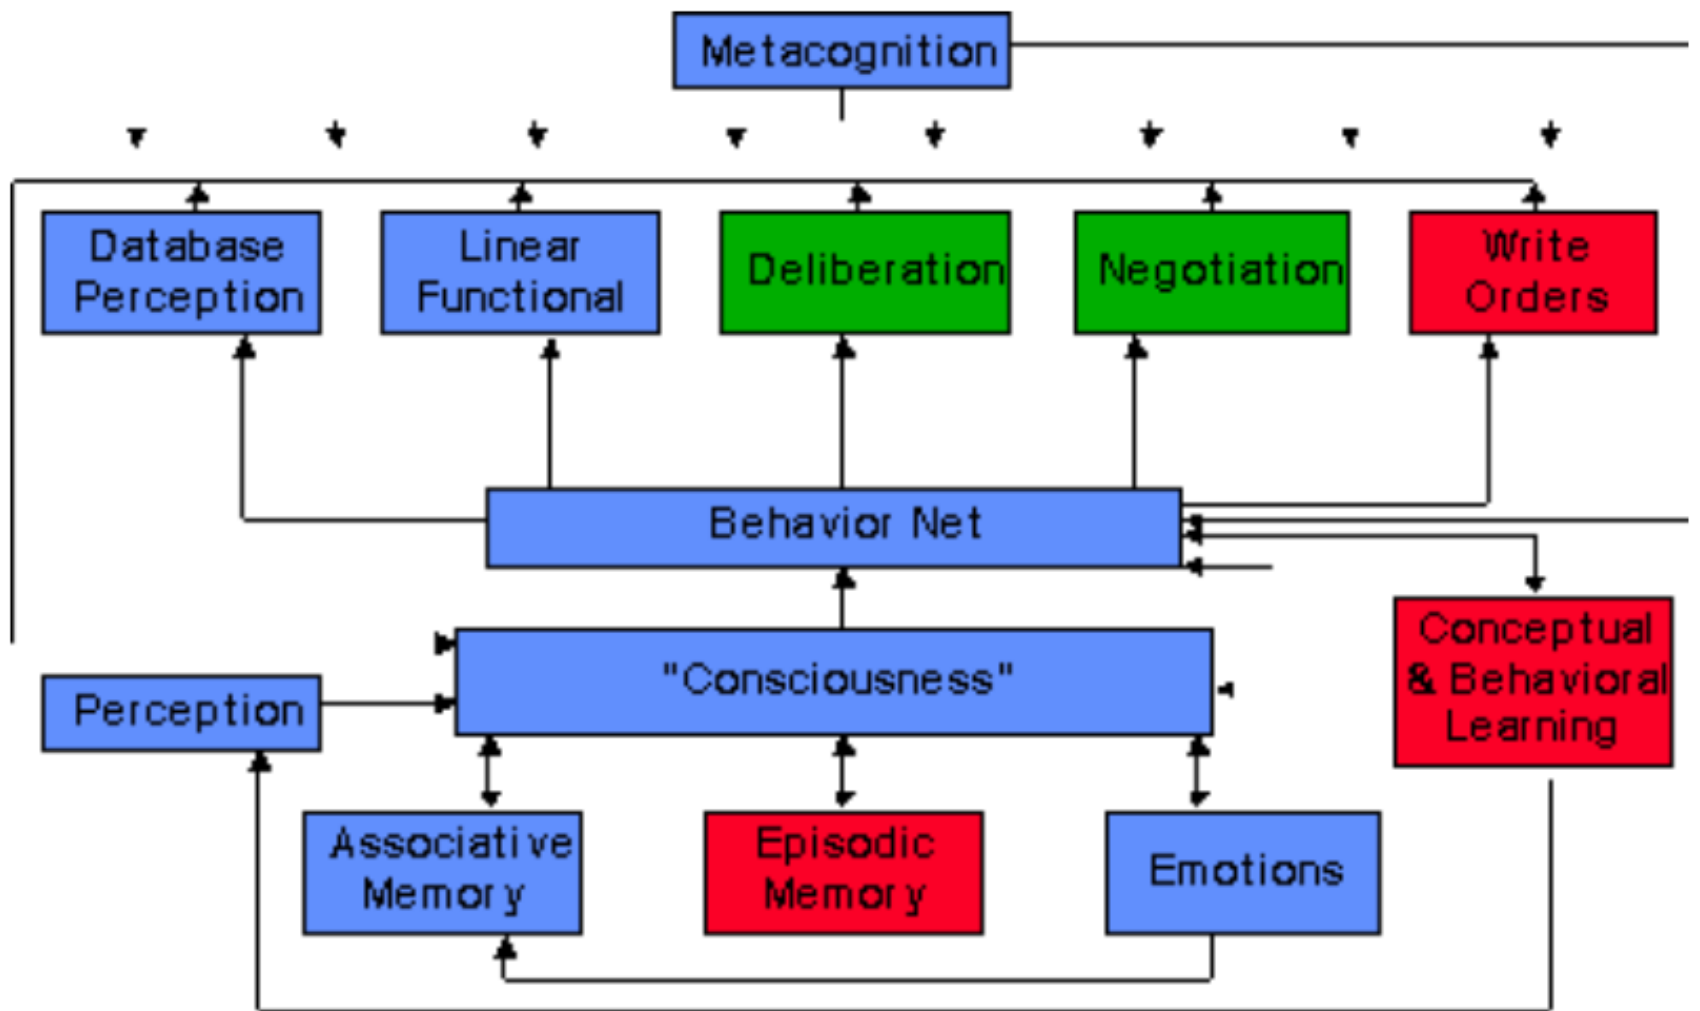 Metacognition
Database
Perception
Linear
Functional
Deliberation
Negotiation
Write
Orders
Behavior Net
"Consciousness"
Perception
Conceptual
& Behavioral
Learning
Associative
Memory
Episodic
Memory
Emotions